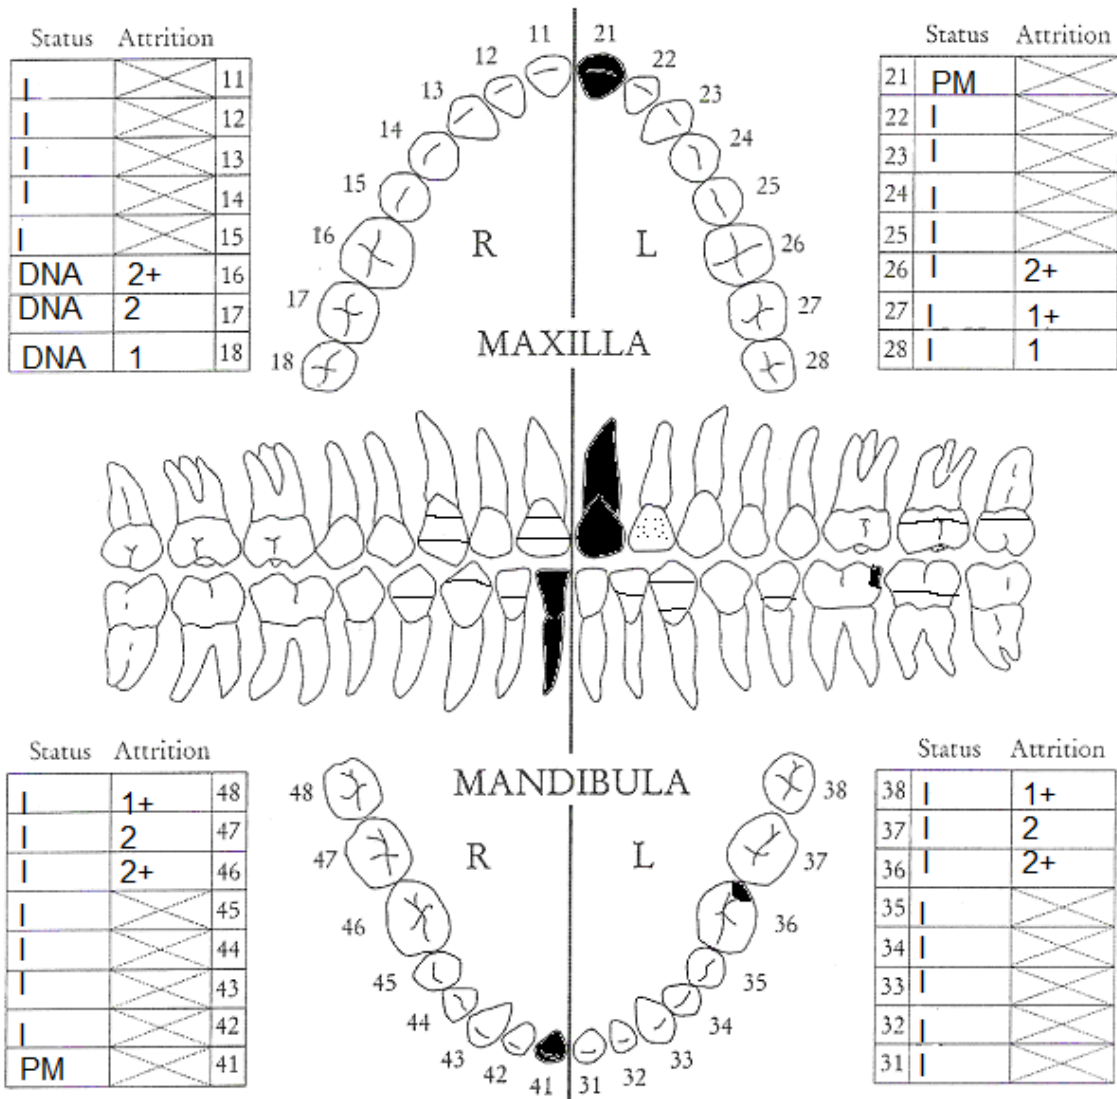 Status Attrition
I 11
I 12
I 13
I 14
I 15
DNA 2+ 16
DNA 2 17
DNA 1 18
11 21
12 22
13 23
14 24
15 25
16 26
17 27
18 28
R L
MAXILLA
Status Attrition
21 PM
22 I
23 I
24 I
25 I
26 I 2+
27 I 1+
28 I 1
Status Attrition
I 1+ 48
I 2 47
I 2+ 46
I 45
I 44
I 43
I 42
PM 41
MANDIBULA
R L
48 38
47 37
46 36
45 35
44 34
43 33
42 32
41 31
Status Attrition
38 I 1+
37 I 2
36 I 2+
35 I
34 I
33 I
32 I
31 I